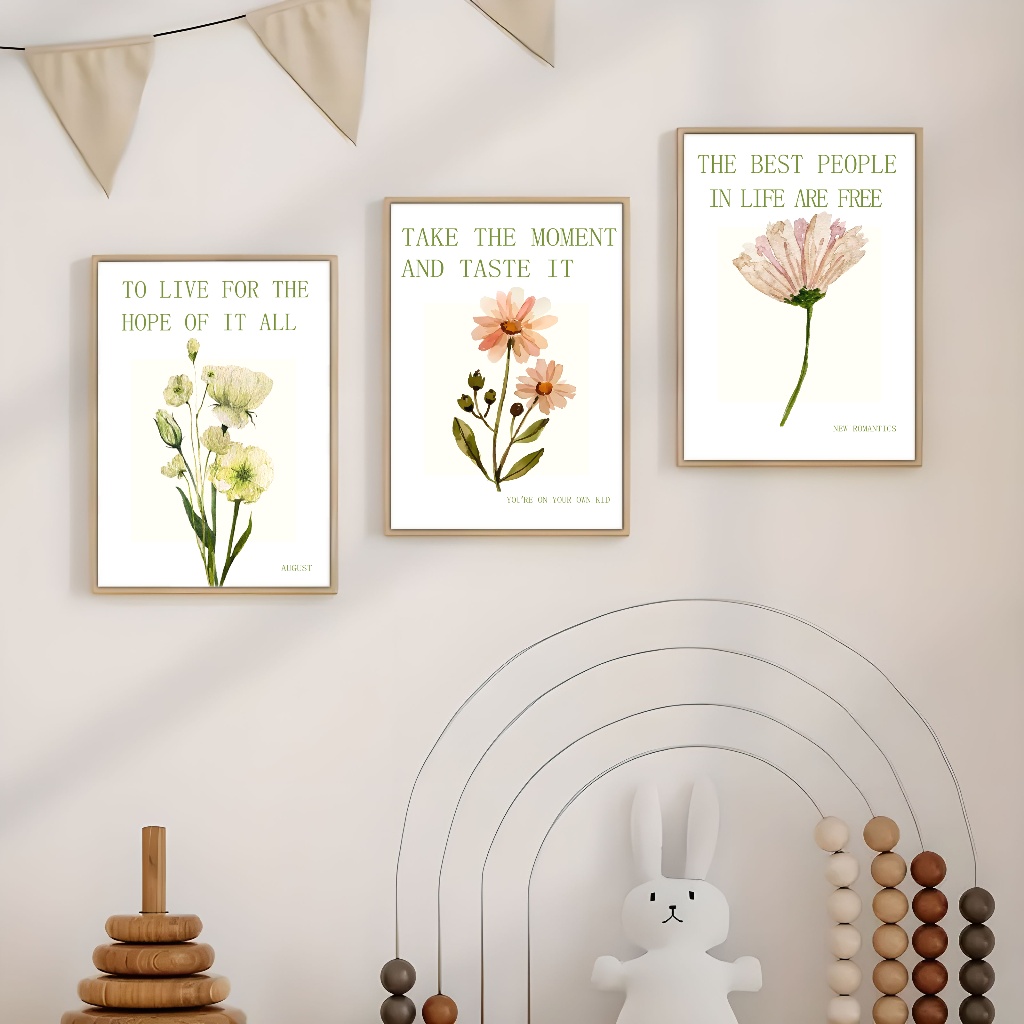 TO LIVE FOR THE
HOPE OF IT ALL
AUGUST
TAKE THE MOMENT
AND TASTE IT
YOU'RE ON YOUR OWN KID
THE BEST PEOPLE
IN LIFE ARE FREE
NEW ROMANTICS